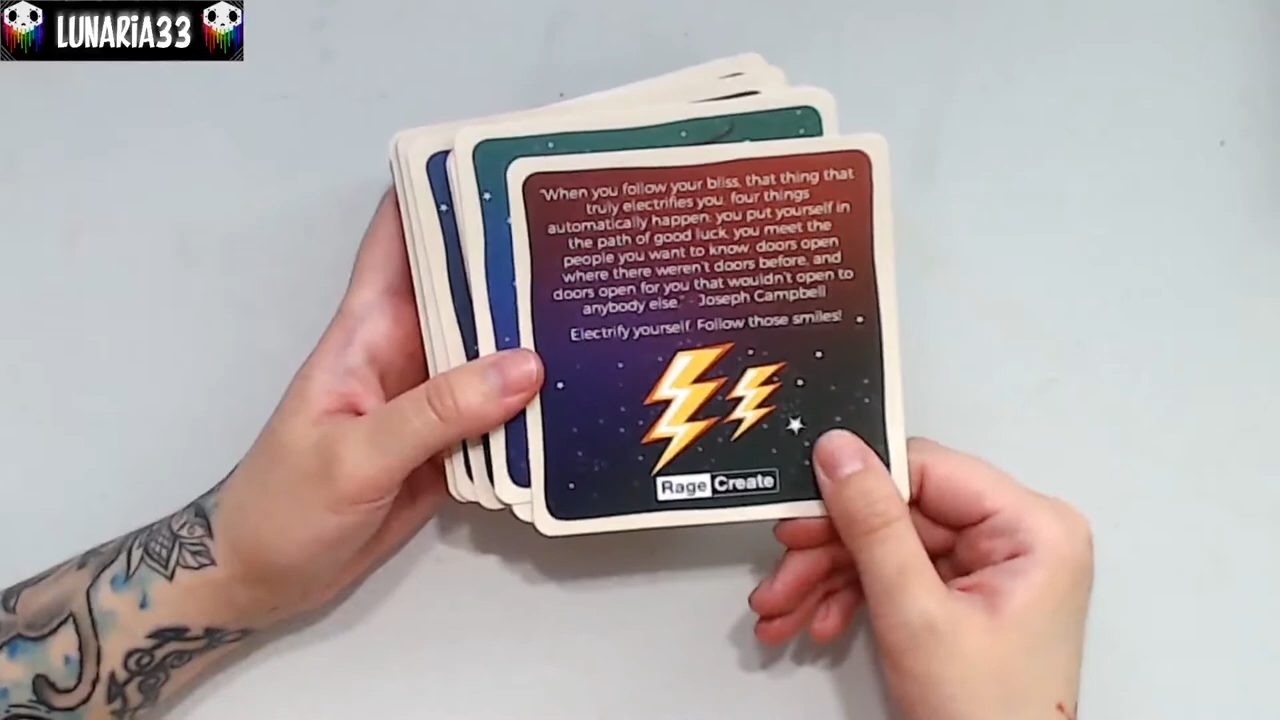 LUNARiA33
"When you follow your bliss, that thing that
truly electrifies you, four things
automatically happen: you put yourself in
the path of good luck, you meet the
people you want to know, doors open
where there weren't doors before, and
doors open for you that wouldn't open to
anybody else." - Joseph Campbell
Electrify yourself. Follow those smiles!
Rage Create